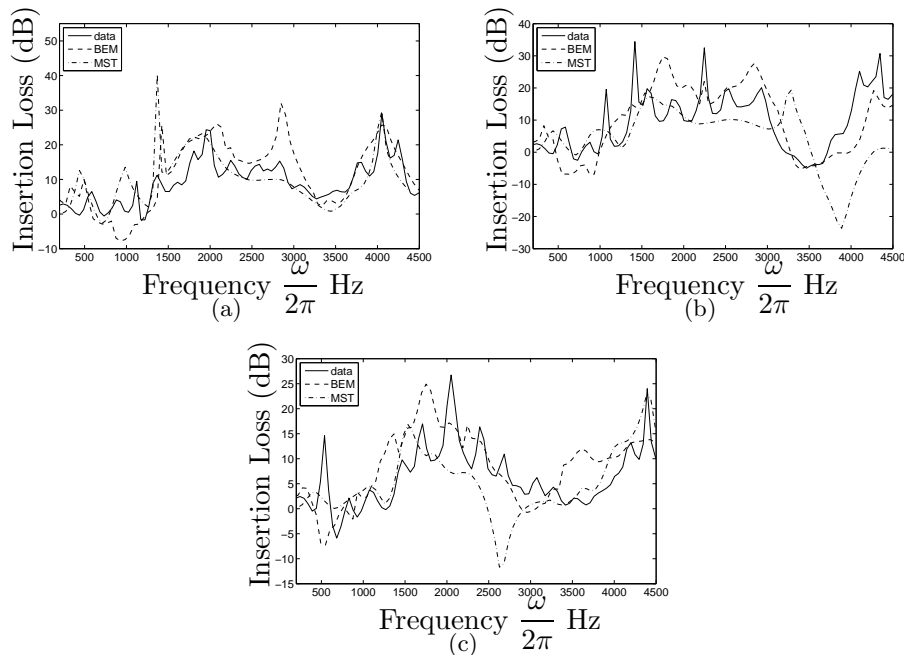 Insertion Loss (dB)
50
40
30
20
10
0
−10
500 1000 1500 2000 2500 3000 3500 4000 4500
data
BEM
MST
Frequency ω/2π Hz
(a)
Insertion Loss (dB)
40
30
20
10
0
−10
−20
−30
500 1000 1500 2000 2500 3000 3500 4000 4500
data
BEM
MST
Frequency ω/2π Hz
(b)
Insertion Loss (dB)
30
25
20
15
10
5
0
−5
−10
−15
500 1000 1500 2000 2500 3000 3500 4000 4500
data
BEM
MST
Frequency ω/2π Hz
(c)